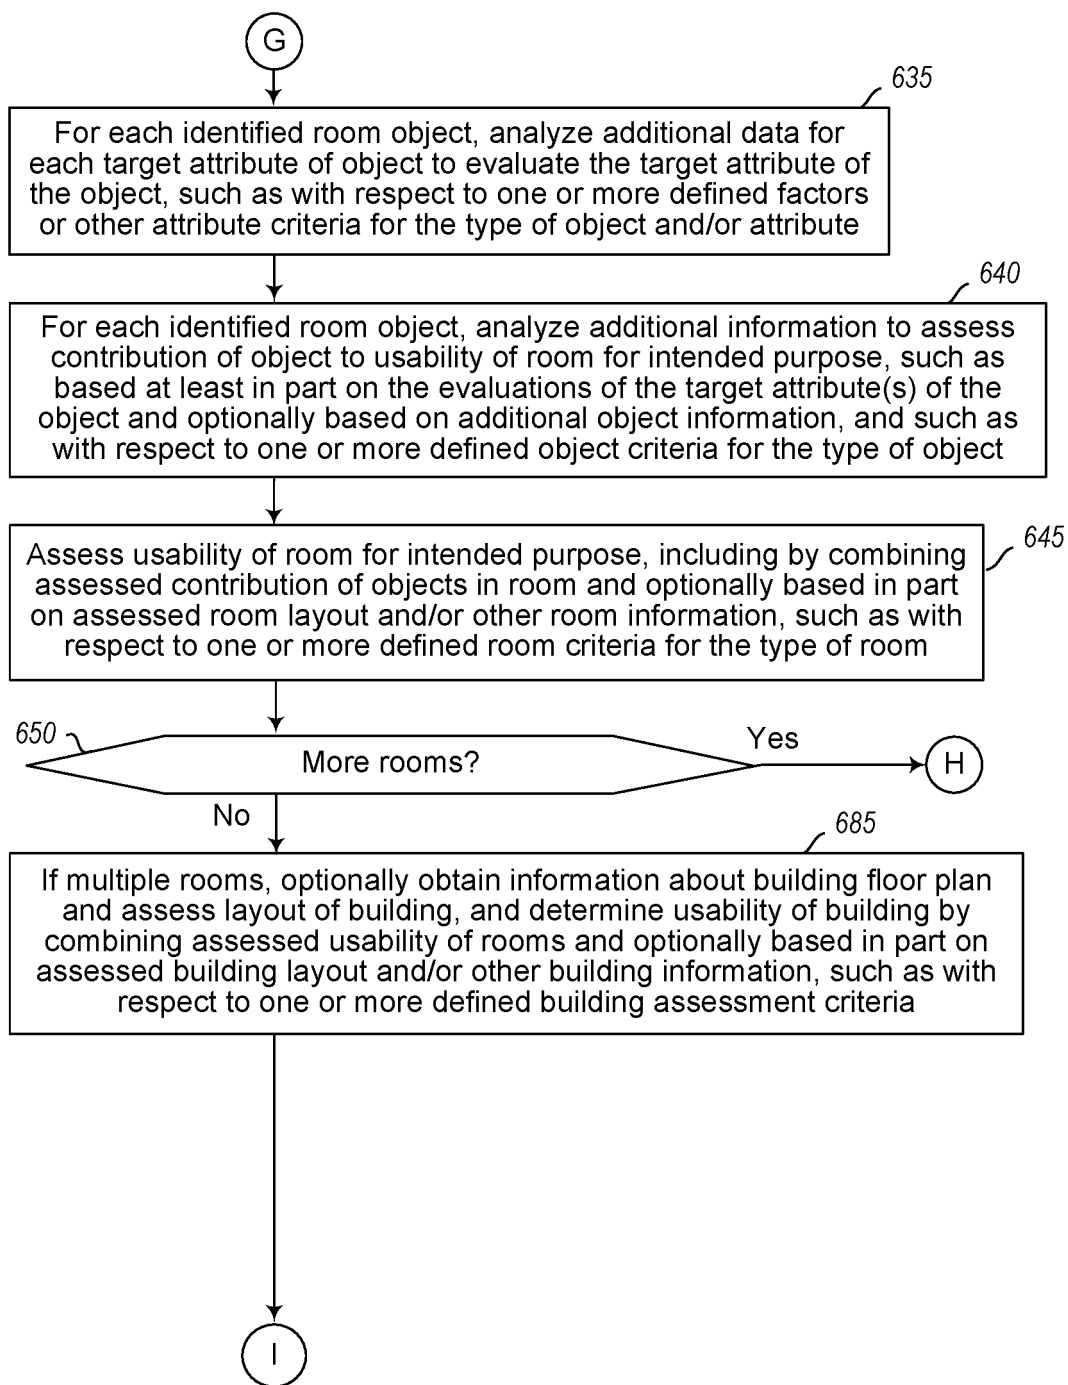 G
635
For each identified room object, analyze additional data for
each target attribute of object to evaluate the target attribute of
the object, such as with respect to one or more defined factors
or other attribute criteria for the type of object and/or attribute
640
For each identified room object, analyze additional information to assess
contribution of object to usability of room for intended purpose, such as
based at least in part on the evaluations of the target attribute(s) of the
object and optionally based on additional object information, and such as
with respect to one or more defined object criteria for the type of object
645
Assess usability of room for intended purpose, including by combining
assessed contribution of objects in room and optionally based in part
on assessed room layout and/or other room information, such as with
respect to one or more defined room criteria for the type of room
650
More rooms?
Yes
H
No
685
If multiple rooms, optionally obtain information about building floor plan
and assess layout of building, and determine usability of building by
combining assessed usability of rooms and optionally based in part on
assessed building layout and/or other building information, such as with
respect to one or more defined building assessment criteria
I